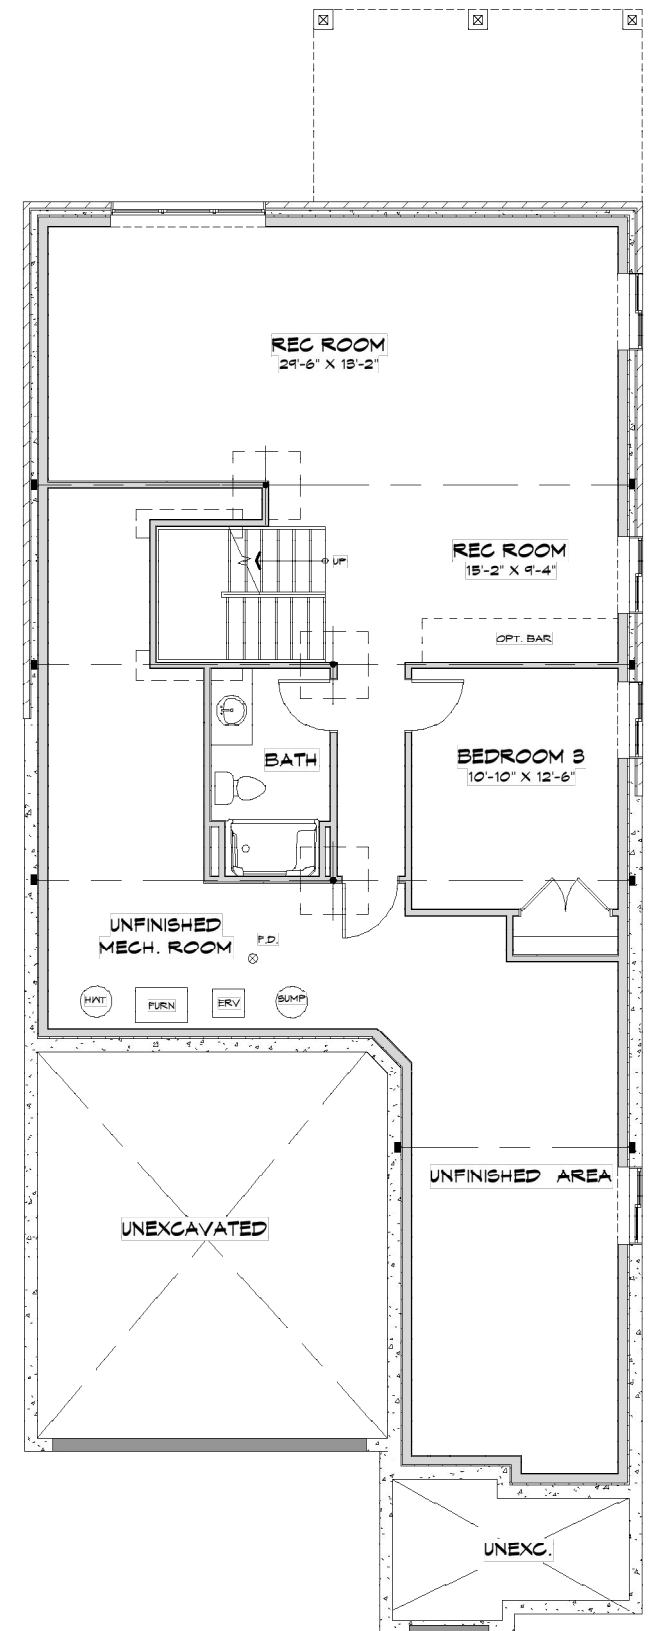 REC ROOM
29'-6" X 13'-2"
UP
REC ROOM
15'-2" X 9'-4"
OPT. BAR
BATH
BEDROOM 3
10'-10" X 12'-6"
UNFINISHED
MECH. ROOM
F.D.
HWT
FURN
ERV
SUMP
UNFINISHED AREA
UNEXCAVATED
UNEXC.